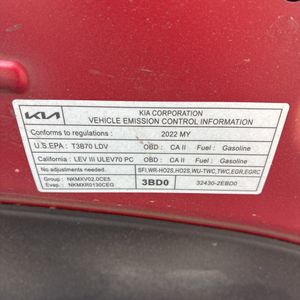 KIA
KIA CORPORATION
VEHICLE EMISSION CONTROL INFORMATION
Conforms to regulations : 2022 MY
U.S.EPA : T3B70 LDV OBD : CA II Fuel : Gasoline
California : LEV III ULEV70 PC OBD : CA II Fuel : Gasoline
No adjustments needed. SFI,WR-HO2S,HO2S,WU-TWC,TWC,EGR,EGRC
Group : NKMXV02.0CE5 3BD0 32430-2EBD0
Evap. : NKMXR0130CEG